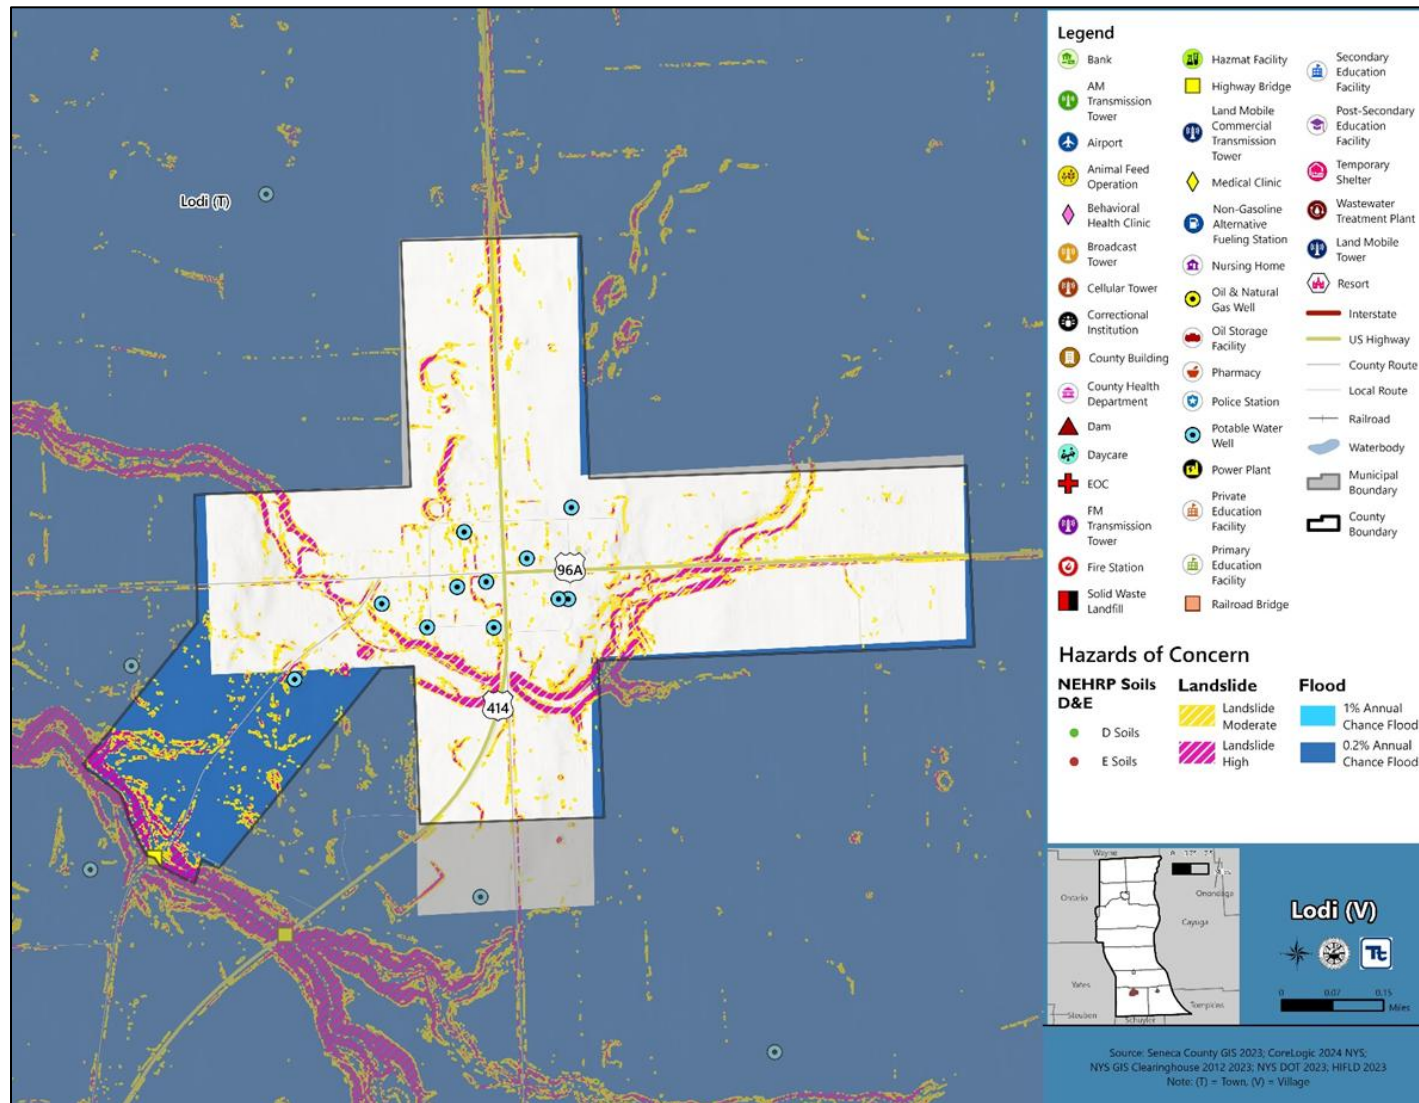 Lodi (T)
96A
414
Legend
Bank
AM
Transmission
Tower
Airport
Animal Feed
Operation
Behavioral
Health Clinic
Broadcast
Tower
Cellular Tower
Correctional
Institution
County Building
County Health
Department
Dam
Daycare
EOC
FM
Transmission
Tower
Fire Station
Solid Waste
Landfill
Hazmat Facility
Highway Bridge
Land Mobile
Commercial
Transmission
Tower
Medical Clinic
Non-Gasoline
Alternative
Fueling Station
Nursing Home
Oil & Natural
Gas Well
Oil Storage
Facility
Pharmacy
Police Station
Potable Water
Well
Power Plant
Private
Education
Facility
Primary
Education
Facility
Railroad Bridge
Secondary
Education
Facility
Post-Secondary
Education
Facility
Temporary
Shelter
Wastewater
Treatment Plant
Land Mobile
Tower
Resort
Interstate
US Highway
County Route
Local Route
Railroad
Waterbody
Municipal
Boundary
County
Boundary
Hazards of Concern
NEHRP Soils
D&E
D Soils
E Soils
Landslide
Landslide
Moderate
Landslide
High
Flood
1% Annual
Chance Flood
0.2% Annual
Chance Flood
Wayne
Ontario
Onondaga
Cayuga
Yates
Tompkins
Steuben
Schuyler
Lodi (V)
Tt
0 0.07 0.15
Miles
Source: Seneca County GIS 2023; CoreLogic 2024 NYS;
NYS GIS Clearinghouse 2012 2023; NYS DOT 2023; HIFLD 2023
Note: (T) = Town, (V) = Village